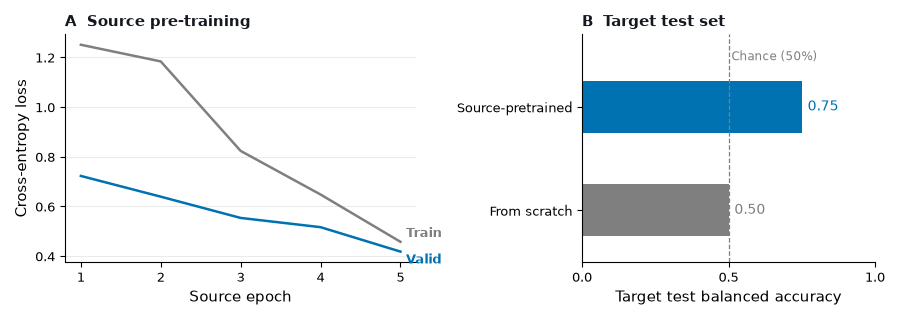 A Source pre-training
Cross-entropy loss
1.2
1.0
0.8
0.6
0.4
Train
Valid
1 2 3 4 5
Source epoch
B Target test set
Chance (50%)
Source-pretrained
0.75
From scratch
0.50
0.0 0.5 1.0
Target test balanced accuracy